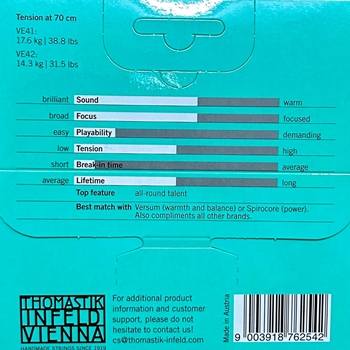 Tension at 70 cm
VE41:
17.6 kg | 38.8 lbs
VE42:
14.3 kg | 31.5 lbs
brilliant Sound warm
broad Focus focused
easy Playability demanding
low Tension high
short Break-in time average
average Lifetime long
Top feature all-round talent
Best match with Versum (warmth and balance) or Spirocore (power).
Also compliments all other brands.
THOMASTIK
INFELD
VIENNA
HANDMADE STRINGS SINCE 1919
For additional product
information and customer
support, please do not
hesitate to contact us!
cs@thomastik-infeld.com
Made in Austria
9 003918 762542